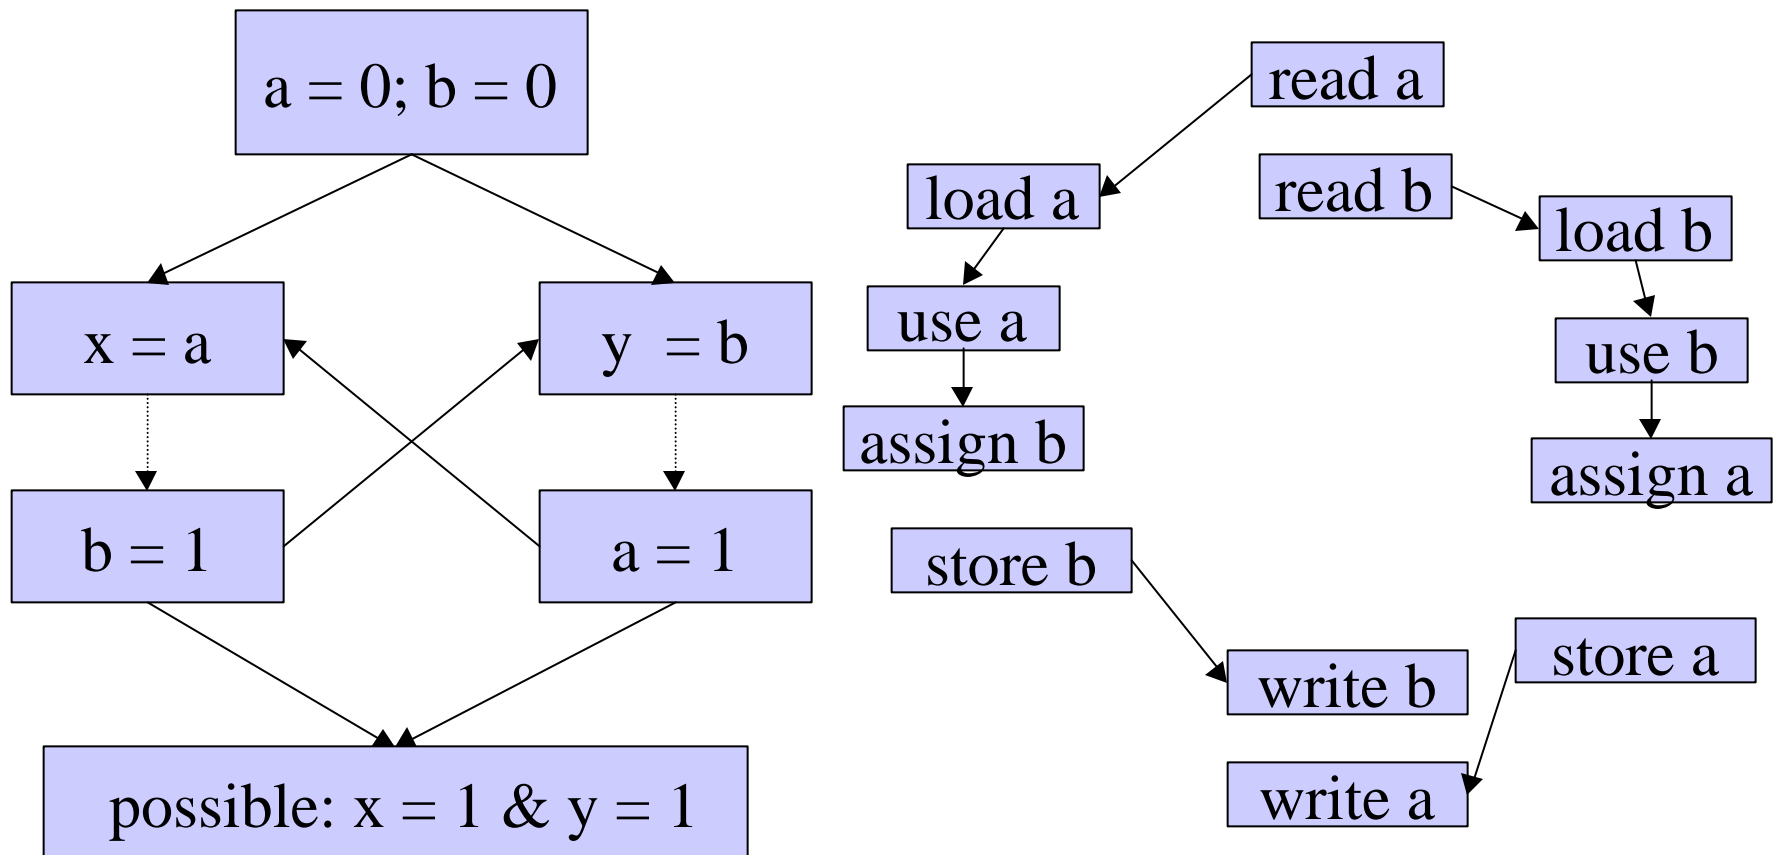 a = 0; b = 0
x = a
y = b
b = 1
a = 1
possible: x = 1 & y = 1
read a
read b
load a
load b
use a
use b
assign b
assign a
store b
store a
write b
write a